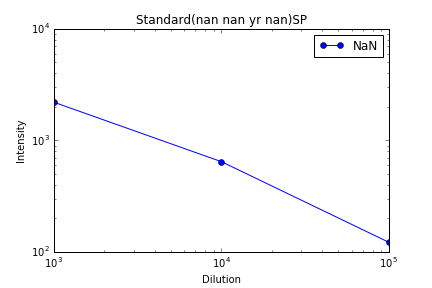 Standard(nan nan yr nan)SP
NaN
10^4
10^3
10^2
Intensity
10^3
10^4
10^5
Dilution